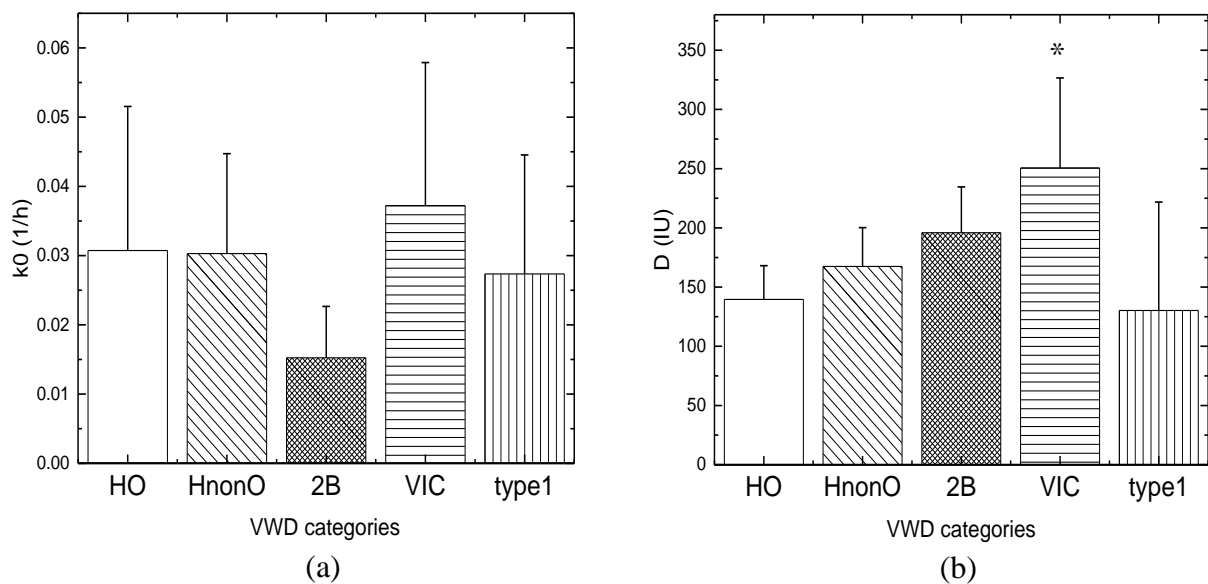 0.06
0.05
0.04
0.03
0.02
0.01
0.00
k0 (1/h)
HO HnonO 2B VIC type1
VWD categories
(a)
350
300
250
200
150
100
50
0
D (IU)
*
HO HnonO 2B VIC type1
VWD categories
(b)